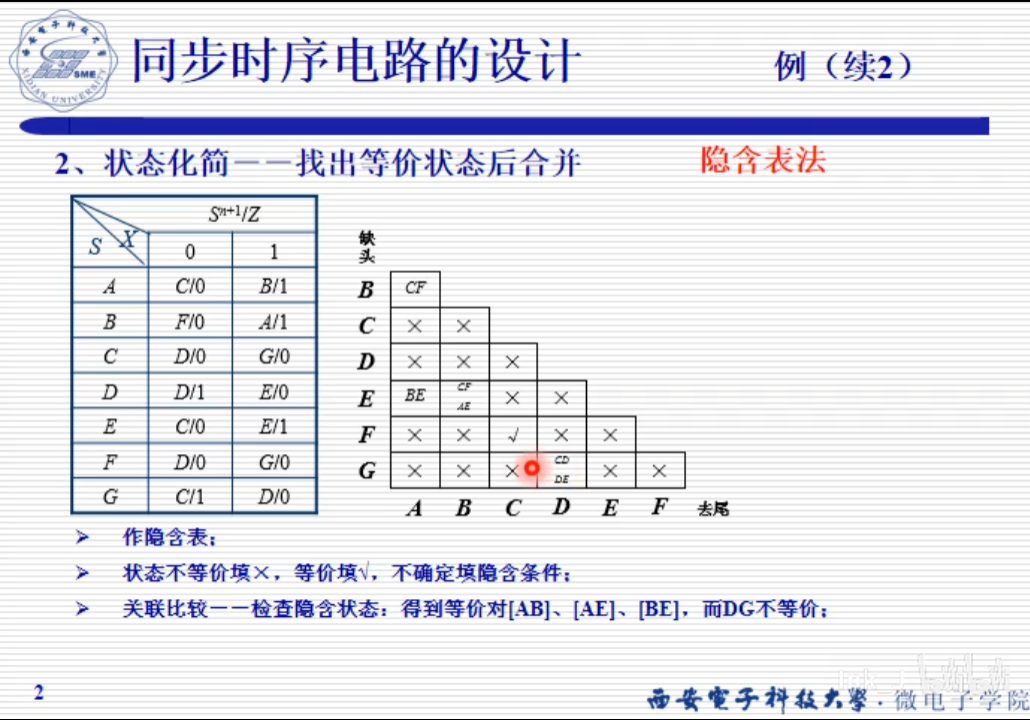 同步时序电路的设计 例（续2）
2、状态化简－－找出等价状态后合并 隐含表法
S X Sⁿ⁺¹/Z
0 1
A C/0 B/1
B F/0 A/1
C D/0 G/0
D D/1 E/0
E C/0 E/1
F D/0 G/0
G C/1 D/0
缺
头
B CF
C × ×
D × × ×
E BE CF AE × ×
F × × √ × ×
G × × × CD DE × ×
A B C D E F 去尾
➢ 作隐含表；
➢ 状态不等价填×，等价填√，不确定填隐含条件；
➢ 关联比较－－检查隐含状态：得到等价对[AB]、[AE]、[BE]，而DG不等价；
2
西安电子科技大学·微电子学院
SME
XIDIAN UNIVERSITY